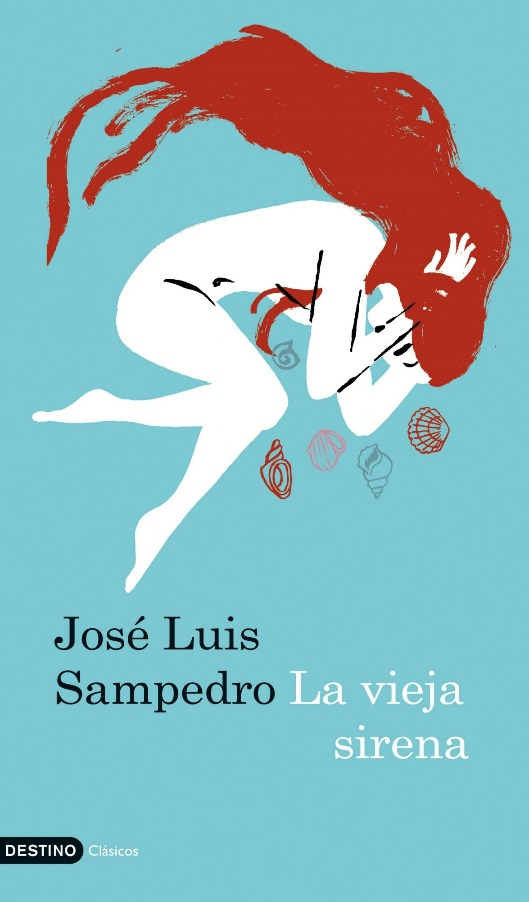 José Luis
Sampedro La vieja
sirena
DESTINO Clásicos